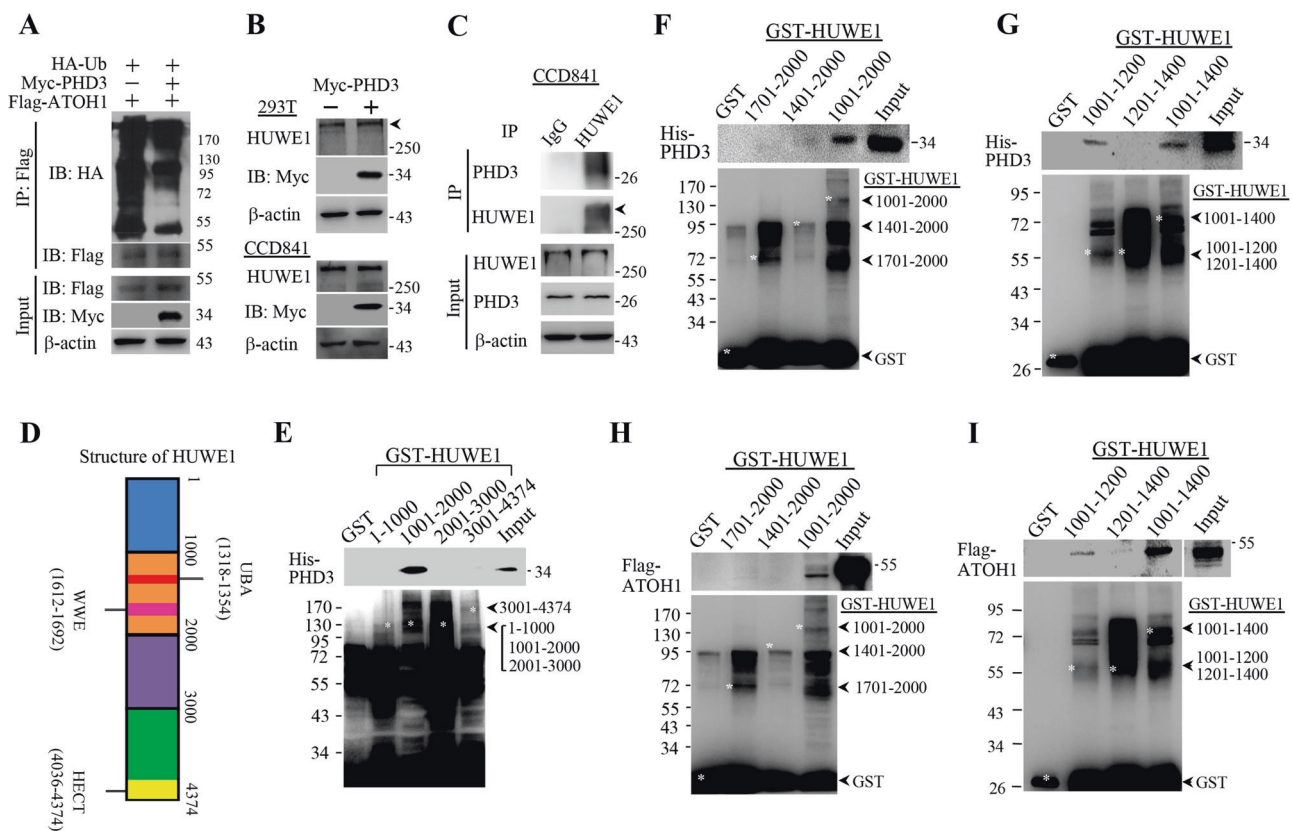 A
HA-Ub + +
Myc-PHD3 − +
Flag-ATOH1 + +
IP: Flag
IB: HA
170
130
95
72
55
IB: Flag
55
Input
IB: Flag
55
IB: Myc
34
β-actin
43
B
Myc-PHD3
293T − +
HUWE1
-250
IB: Myc
-34
β-actin
-43
CCD841
HUWE1
-250
IB: Myc
-34
β-actin
-43
C
CCD841
IP
IgG
HUWE1
IP
PHD3
-26
HUWE1
-250
Input
HUWE1
-250
PHD3
-26
β-actin
-43
D
Structure of HUWE1
1
1000
2000
3000
4374
UBA
(1318-1354)
WWE
(1612-1692)
HECT
(4036-4374)
E
GST-HUWE1
GST
1-1000
1001-2000
2001-3000
3001-4374
Input
His-
PHD3
-34
170
130
95
72
55
43
34
* * * *
3001-4374
1-1000
1001-2000
2001-3000
F
GST-HUWE1
GST
1701-2000
1401-2000
1001-2000
Input
His-
PHD3
-34
GST-HUWE1
170
130
95
72
55
43
34
* * * *
1001-2000
1401-2000
1701-2000
GST
G
GST-HUWE1
GST
1001-1200
1201-1400
1001-1400
Input
His-
PHD3
-34
GST-HUWE1
95
72
55
43
34
26
* * * *
1001-1400
1001-1200
1201-1400
GST
H
GST-HUWE1
GST
1701-2000
1401-2000
1001-2000
Input
Flag-
ATOH1
-55
GST-HUWE1
170
130
95
72
55
43
34
* * * *
1001-2000
1401-2000
1701-2000
GST
I
GST-HUWE1
GST
1001-1200
1201-1400
1001-1400
Input
Flag-
ATOH1
-55
GST-HUWE1
95
72
55
43
34
26
* * * *
1001-1400
1001-1200
1201-1400
GST